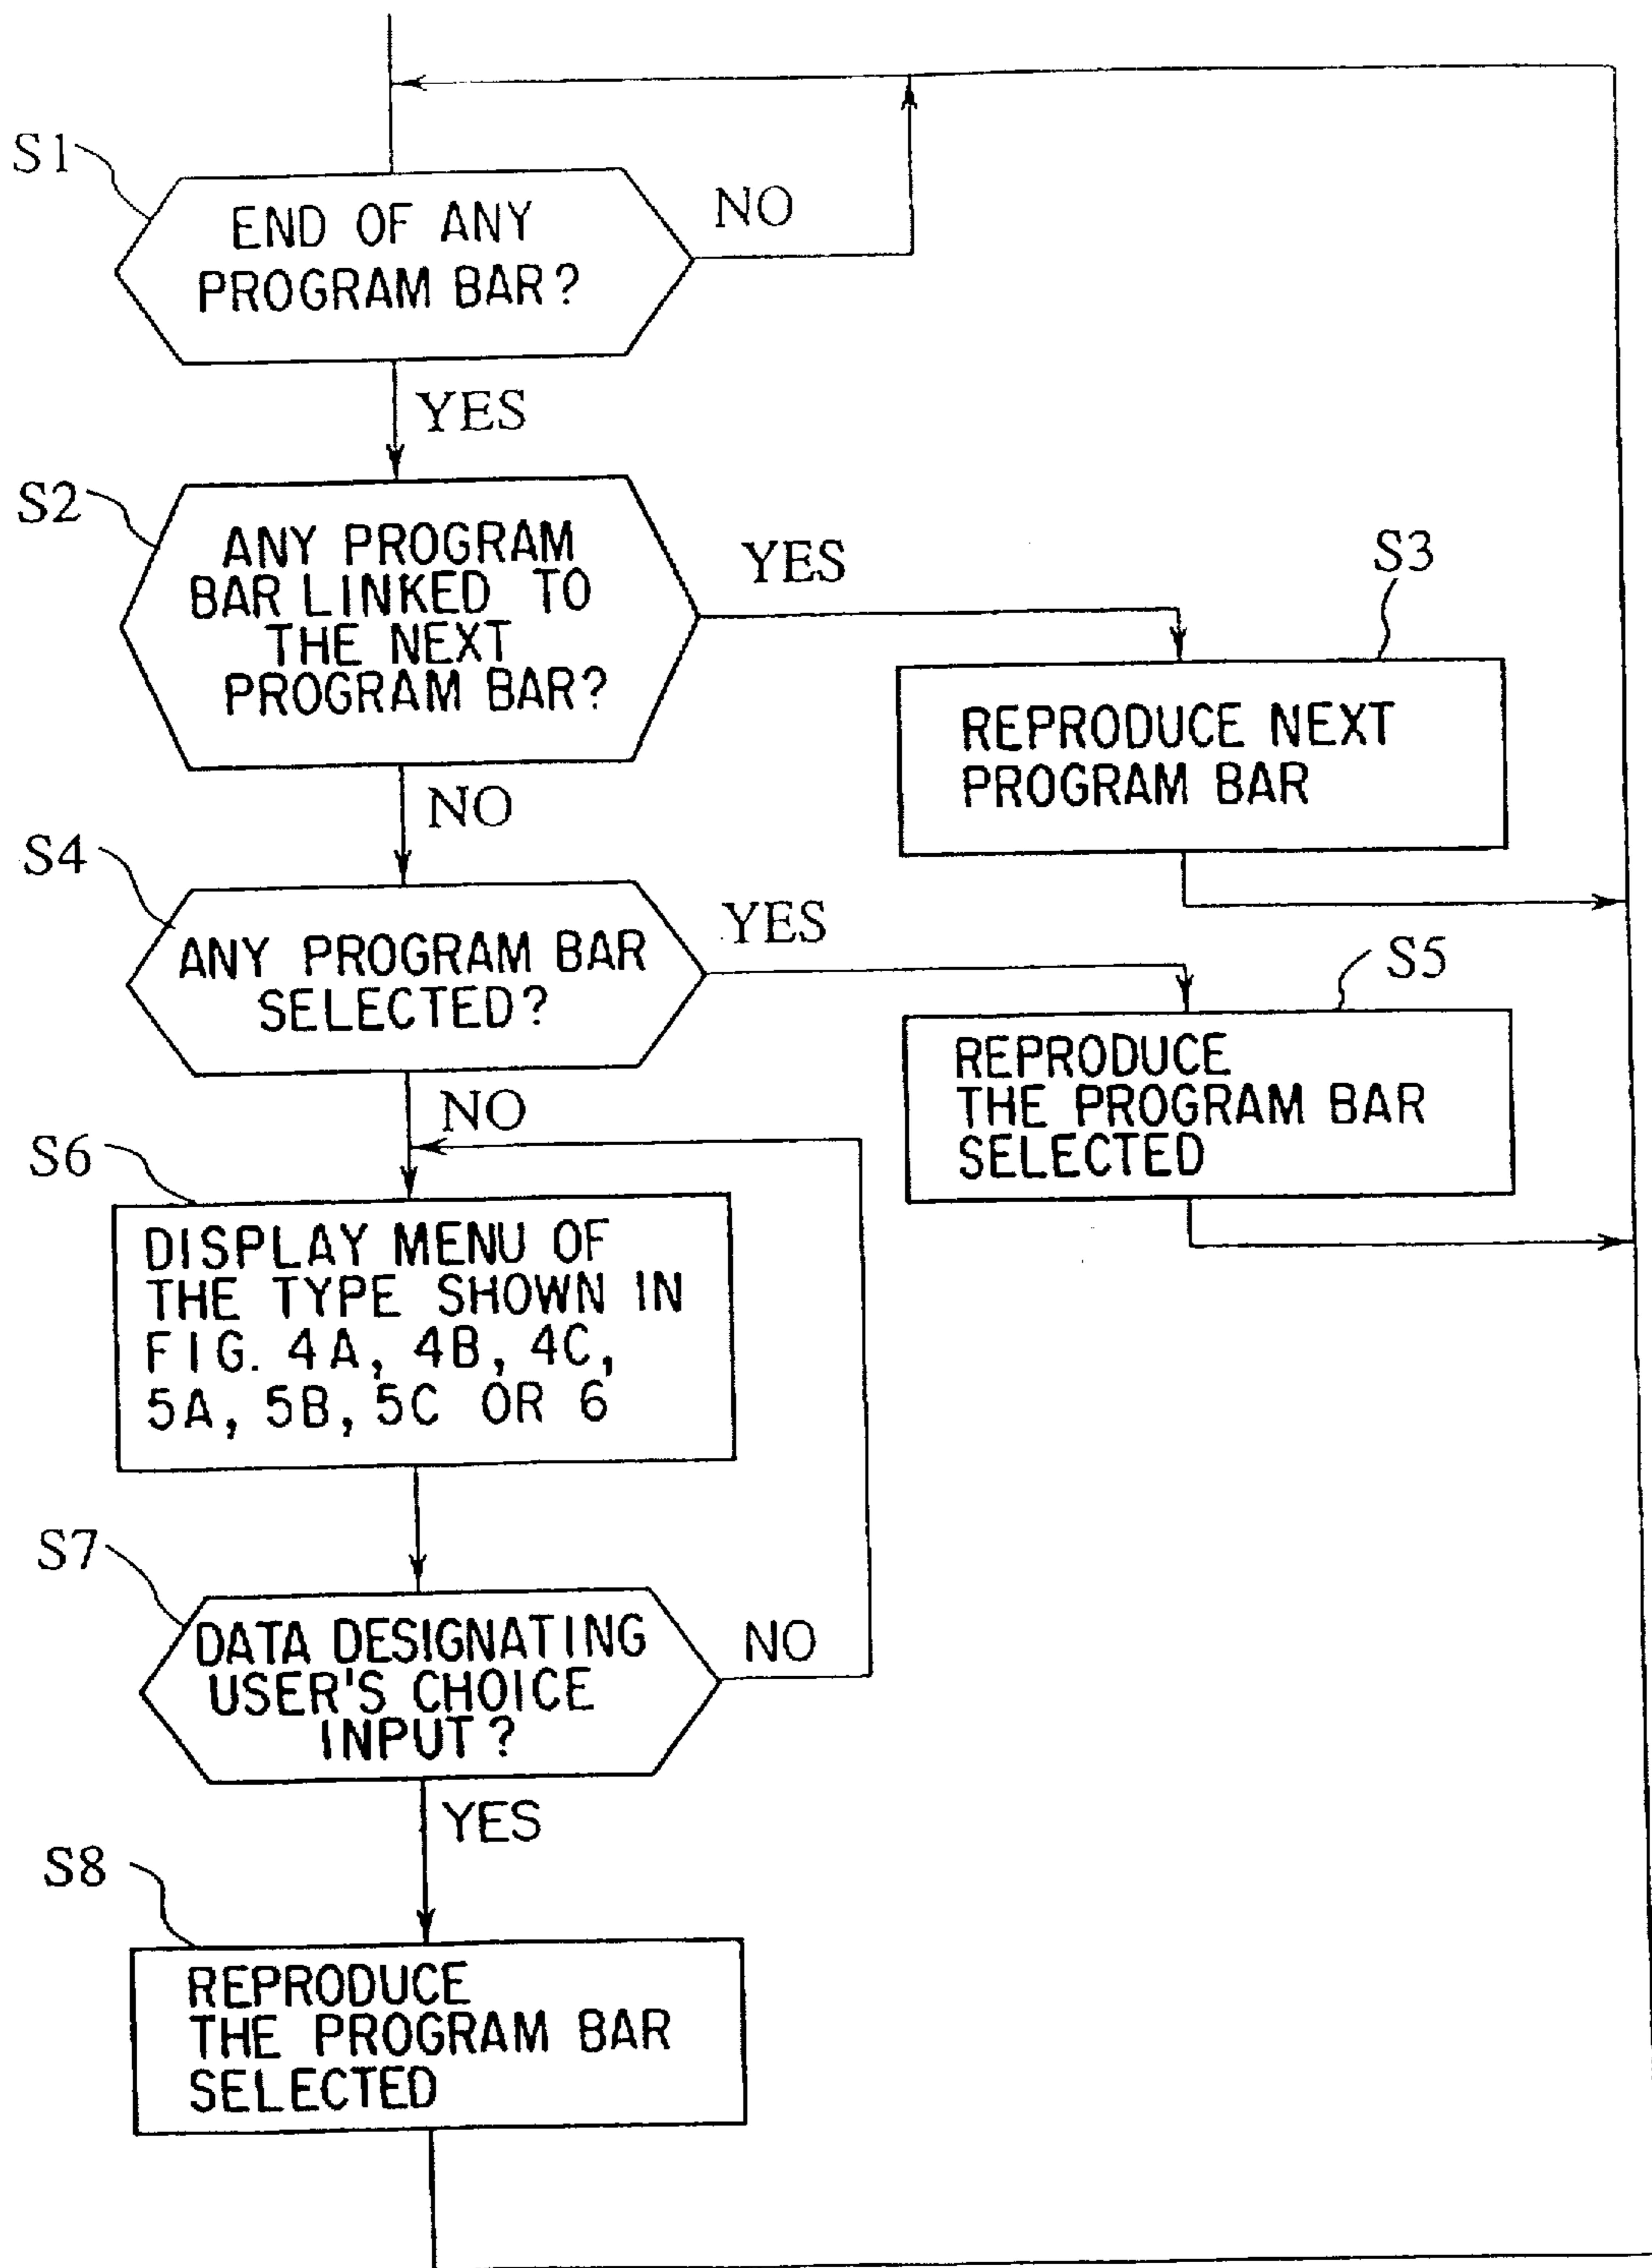 S1
END OF ANY
PROGRAM BAR?
NO
YES
S2
ANY PROGRAM
BAR LINKED TO
THE NEXT
PROGRAM BAR?
YES
S3
REPRODUCE NEXT
PROGRAM BAR
NO
S4
ANY PROGRAM BAR
SELECTED?
YES
S5
REPRODUCE
THE PROGRAM BAR
SELECTED
NO
S6
DISPLAY MENU OF
THE TYPE SHOWN IN
FIG. 4A, 4B, 4C,
5A, 5B, 5C OR 6
S7
DATA DESIGNATING
USER'S CHOICE
INPUT?
NO
YES
S8
REPRODUCE
THE PROGRAM BAR
SELECTED